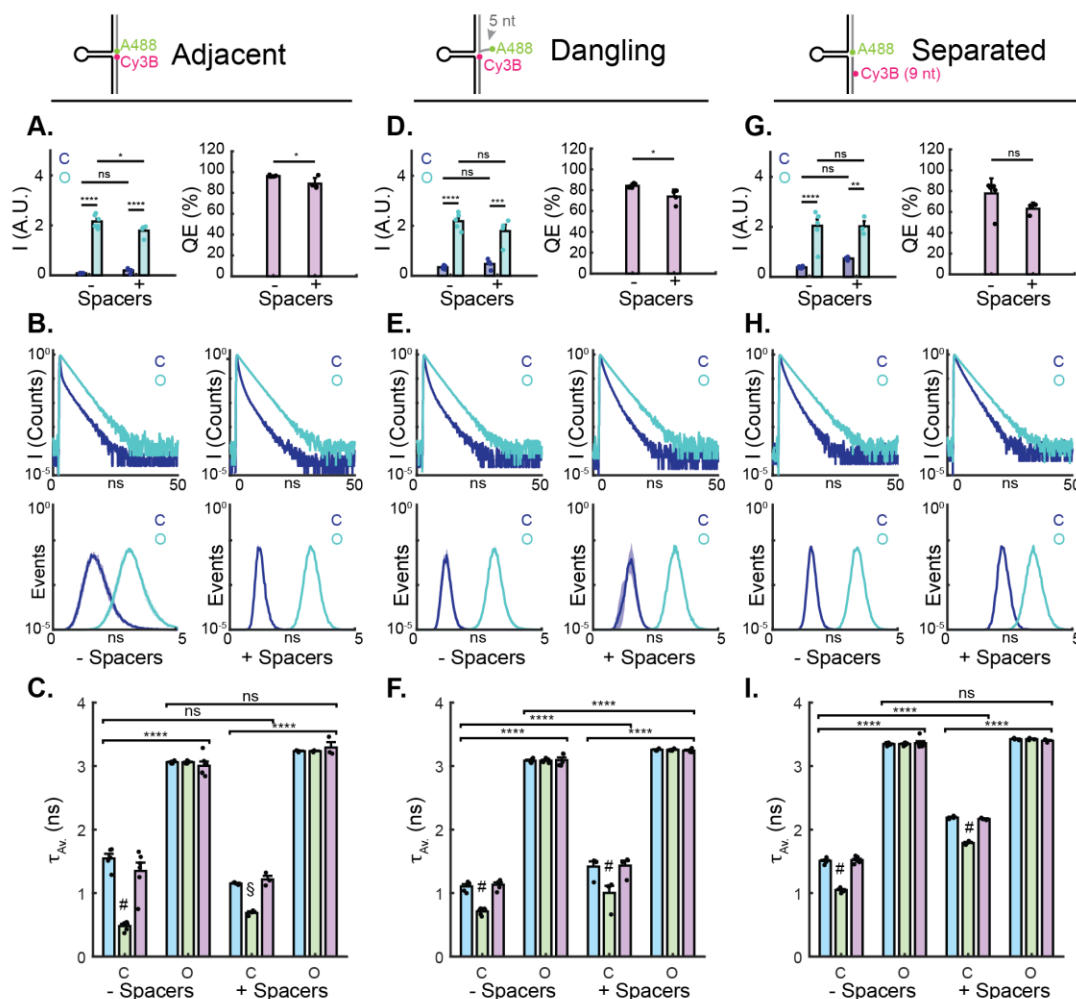 5 nt
A488
Cy3B
Adjacent
A488
Cy3B
Dangling
A488
Cy3B (9 nt)
Separated
A.
D.
G.
C
O
*
ns
****
****
4
2
0
I (A.U.)
- +
Spacers
120
100
80
60
40
20
0
QE (%)
*
- +
Spacers
C
O
ns
ns
****
***
4
2
0
I (A.U.)
- +
Spacers
120
100
80
60
40
20
0
QE (%)
*
- +
Spacers
C
O
ns
ns
****
**
4
2
0
I (A.U.)
- +
Spacers
120
100
80
60
40
20
0
QE (%)
ns
- +
Spacers
B.
E.
H.
10⁰
I (Counts)
10⁻⁵
0 ns 50
C
O
10⁰
I (Counts)
10⁻⁵
0 ns 50
C
O
10⁰
I (Counts)
10⁻⁵
0 ns 50
C
O
10⁰
I (Counts)
10⁻⁵
0 ns 50
C
O
10⁰
I (Counts)
10⁻⁵
0 ns 50
C
O
10⁰
I (Counts)
10⁻⁵
0 ns 50
C
O
10⁰
Events
10⁻⁵
0 ns 5
C
O
- Spacers
10⁰
Events
10⁻⁵
0 ns 5
C
O
+ Spacers
10⁰
Events
10⁻⁵
0 ns 5
C
O
- Spacers
10⁰
Events
10⁻⁵
0 ns 5
C
O
+ Spacers
10⁰
Events
10⁻⁵
0 ns 5
C
O
- Spacers
10⁰
Events
10⁻⁵
0 ns 5
C
O
+ Spacers
C.
ns
ns
****
****
4
3
2
1
0
τAv. (ns)
#
§
C O C O
- Spacers + Spacers
F.
****
****
****
****
4
3
2
1
0
τAv. (ns)
#
#
C O C O
- Spacers + Spacers
I.
ns
****
****
****
4
3
2
1
0
τAv. (ns)
#
#
C O C O
- Spacers + Spacers